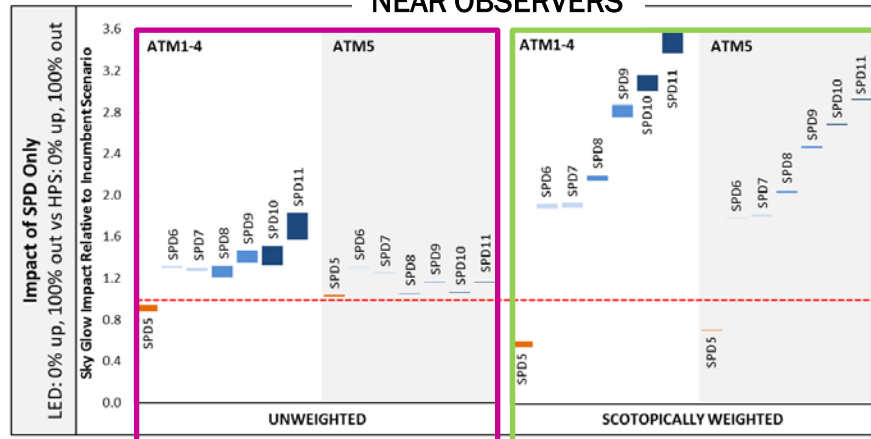 NEAR OBSERVERS
Impact of SPD Only
LED: 0% up, 100% out vs HPS: 0% up, 100% out
Sky Glow Impact Relative to Incumbent Scenario
3.6
3.2
2.8
2.4
2.0
1.6
1.2
0.8
0.4
0.0
ATM1-4
SPD5
SPD6
SPD7
SPD8
SPD9
SPD10
SPD11
ATM5
SPD5
SPD6
SPD7
SPD8
SPD9
SPD10
SPD11
UNWEIGHTED
ATM1-4
SPD5
SPD6
SPD7
SPD8
SPD9
SPD10
SPD11
ATM5
SPD5
SPD6
SPD7
SPD8
SPD9
SPD10
SPD11
SCOTOPICALLY WEIGHTED